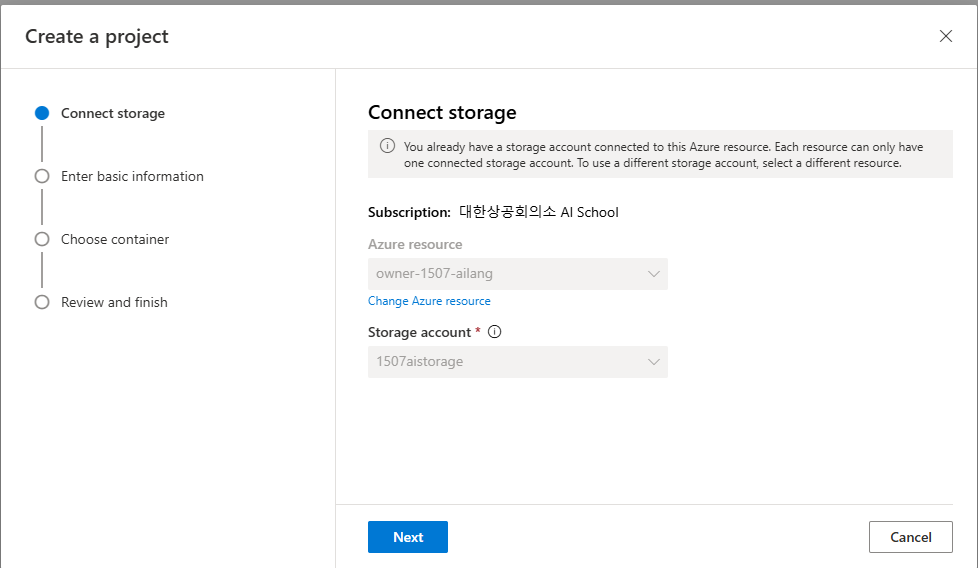 Create a project
Connect storage
Enter basic information
Choose container
Review and finish
Connect storage
You already have a storage account connected to this Azure resource. Each resource can only have
one connected storage account. To use a different storage account, select a different resource.
Subscription: 대한상공회의소 AI School
Azure resource
owner-1507-ailang
Change Azure resource
Storage account *
1507aistorage
Next
Cancel